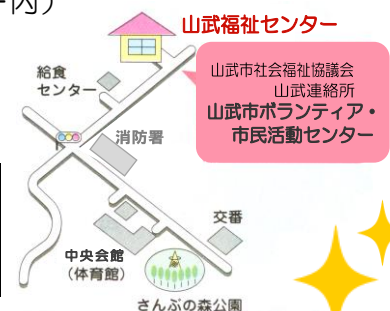 内）
山武福祉センター
山武市社会福祉協議会
山武連絡所
山武市ボランティア・
市民活動センター
給食
センター
消防署
交番
中央会館
（体育館）
さんぶの森公園